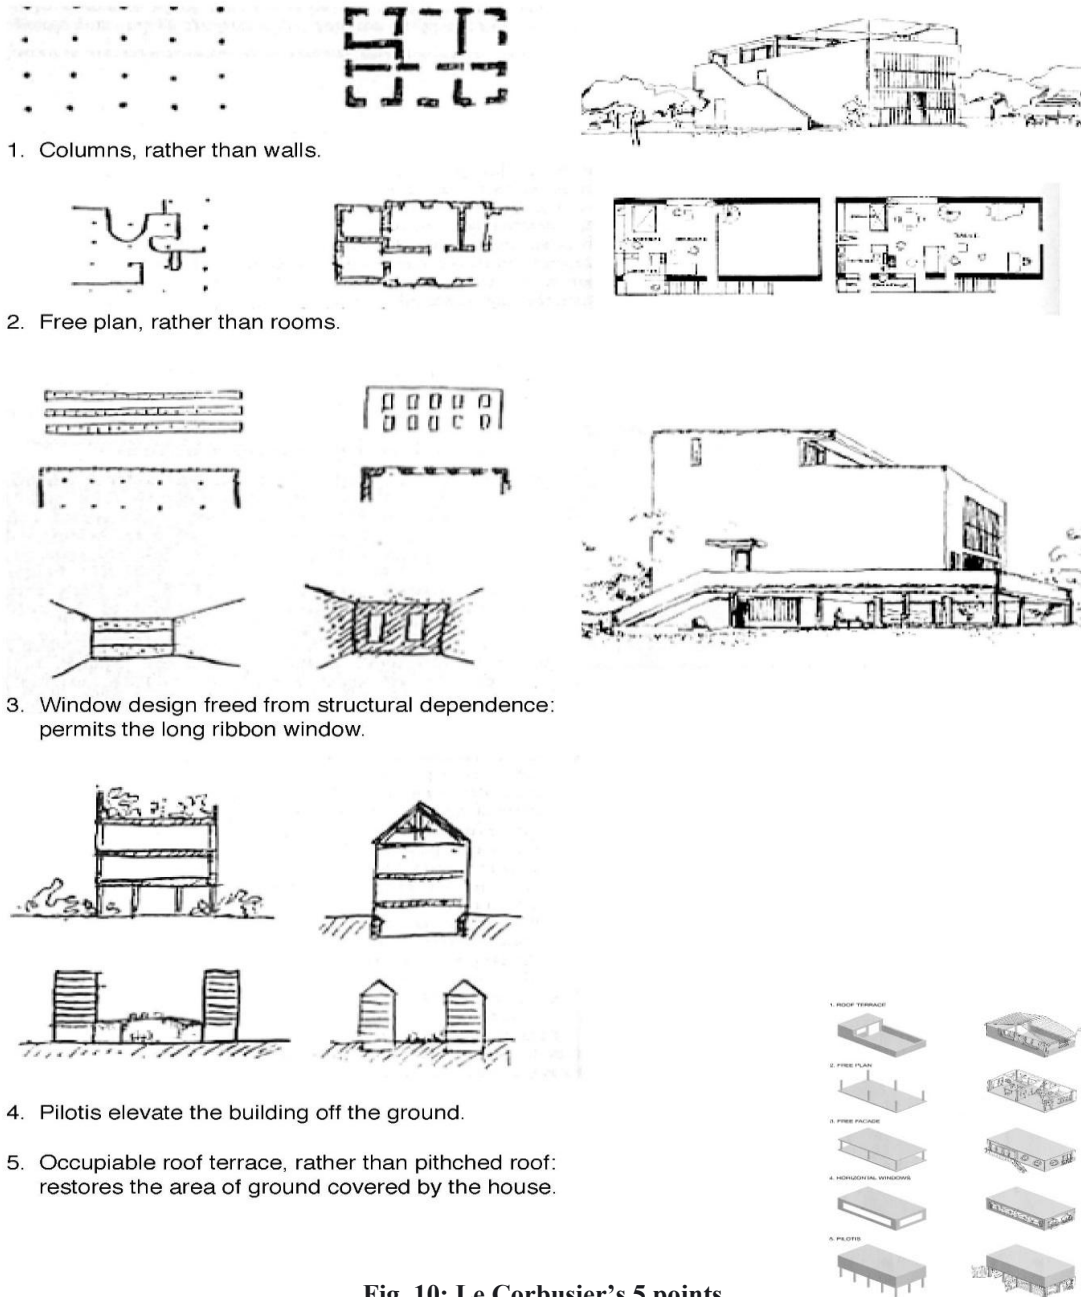 1. Columns, rather than walls.
2. Free plan, rather than rooms.
3. Window design freed from structural dependence:
permits the long ribbon window.
4. Pilotis elevate the building off the ground.
5. Occupiable roof terrace, rather than pithched roof:
restores the area of ground covered by the house.
1. ROOF TERRACE
2. FREE PLAN
3. FREE FACADE
4. HORIZONTAL WINDOWS
5. PILOTIS
Fig. 10: Le Corbusier's 5 points